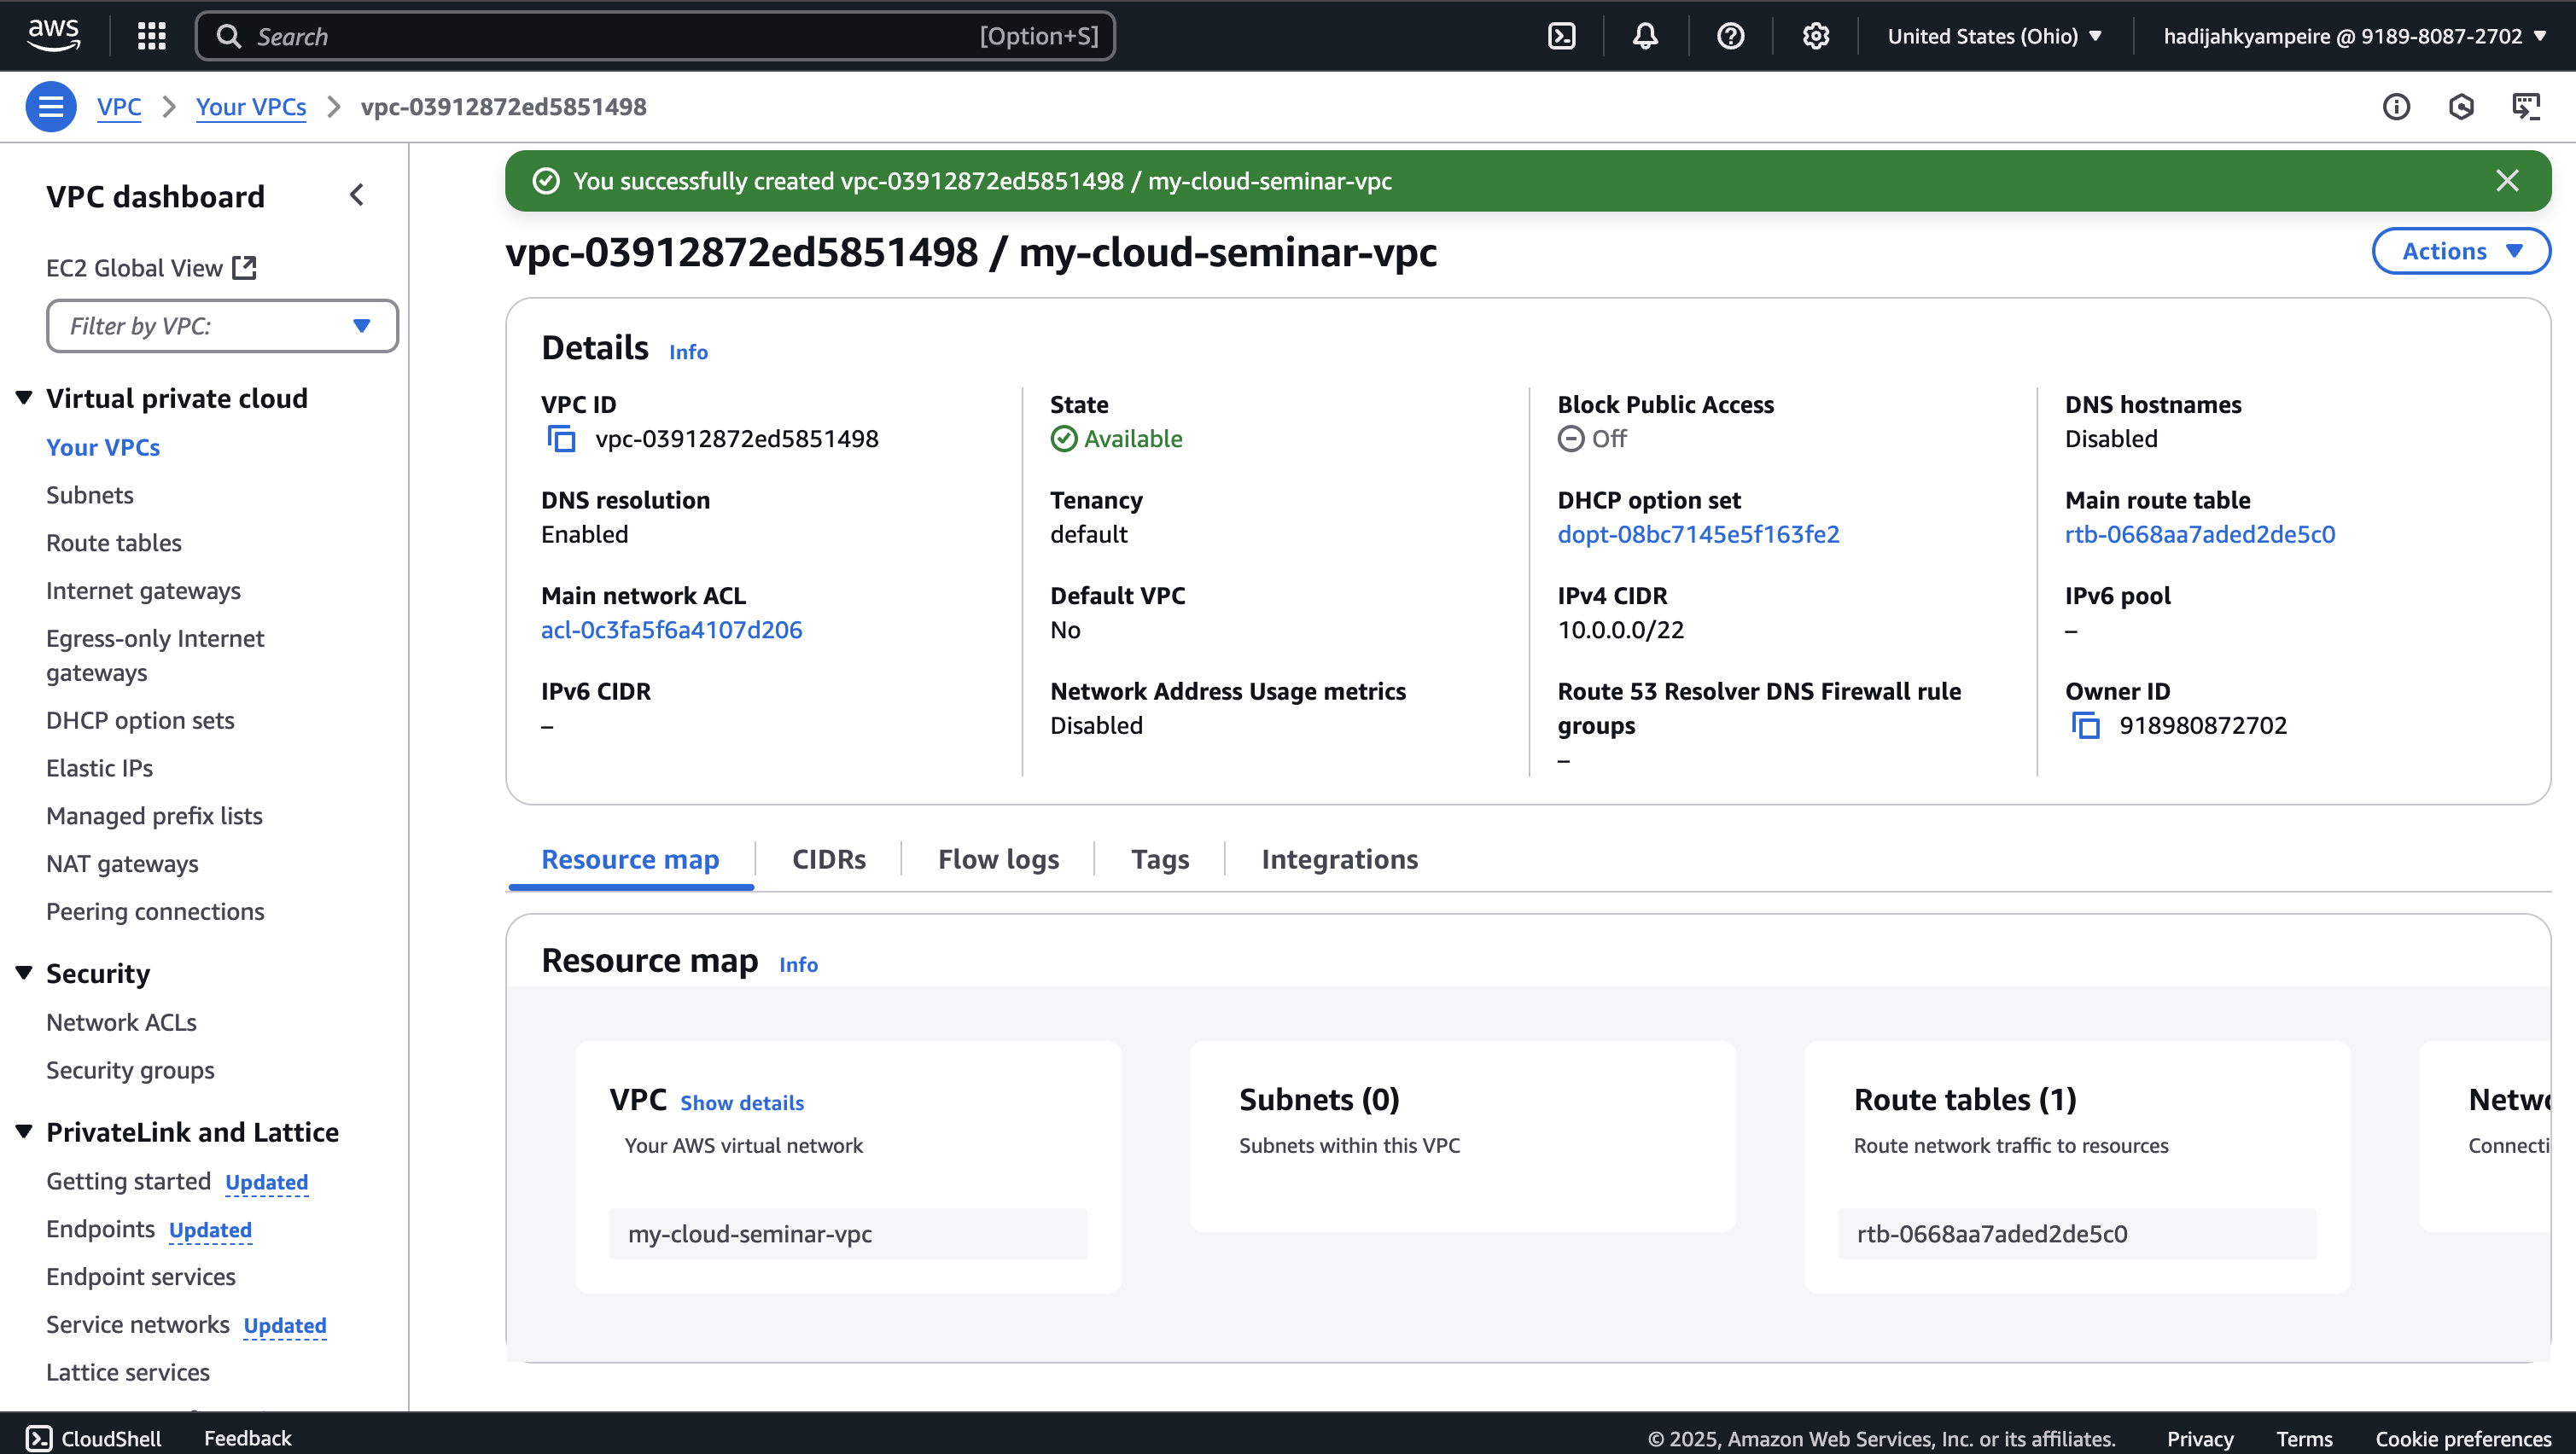 aws
Search [Option+S]
United States (Ohio)
hadijahkyampeire @ 9189-8087-2702
VPC
Your VPCs
vpc-03912872ed5851498
VPC dashboard
EC2 Global View
Filter by VPC:
Virtual private cloud
Your VPCs
Subnets
Route tables
Internet gateways
Egress-only Internet
gateways
DHCP option sets
Elastic IPs
Managed prefix lists
NAT gateways
Peering connections
Security
Network ACLs
Security groups
PrivateLink and Lattice
Getting started Updated
Endpoints Updated
Endpoint services
Service networks Updated
Lattice services
You successfully created vpc-03912872ed5851498 / my-cloud-seminar-vpc
vpc-03912872ed5851498 / my-cloud-seminar-vpc
Actions
Details Info
VPC ID
vpc-03912872ed5851498
State
Available
Block Public Access
Off
DNS hostnames
Disabled
DNS resolution
Enabled
Tenancy
default
DHCP option set
dopt-08bc7145e5f163fe2
Main route table
rtb-0668aa7aded2de5c0
Main network ACL
acl-0c3fa5f6a4107d206
Default VPC
No
IPv4 CIDR
10.0.0.0/22
IPv6 pool
–
IPv6 CIDR
–
Network Address Usage metrics
Disabled
Route 53 Resolver DNS Firewall rule
groups
–
Owner ID
918980872702
Resource map
CIDRs
Flow logs
Tags
Integrations
Resource map Info
VPC Show details
Your AWS virtual network
my-cloud-seminar-vpc
Subnets (0)
Subnets within this VPC
Route tables (1)
Route network traffic to resources
rtb-0668aa7aded2de5c0
Netwo
Connecti
CloudShell
Feedback
© 2025, Amazon Web Services, Inc. or its affiliates.
Privacy
Terms
Cookie preferences